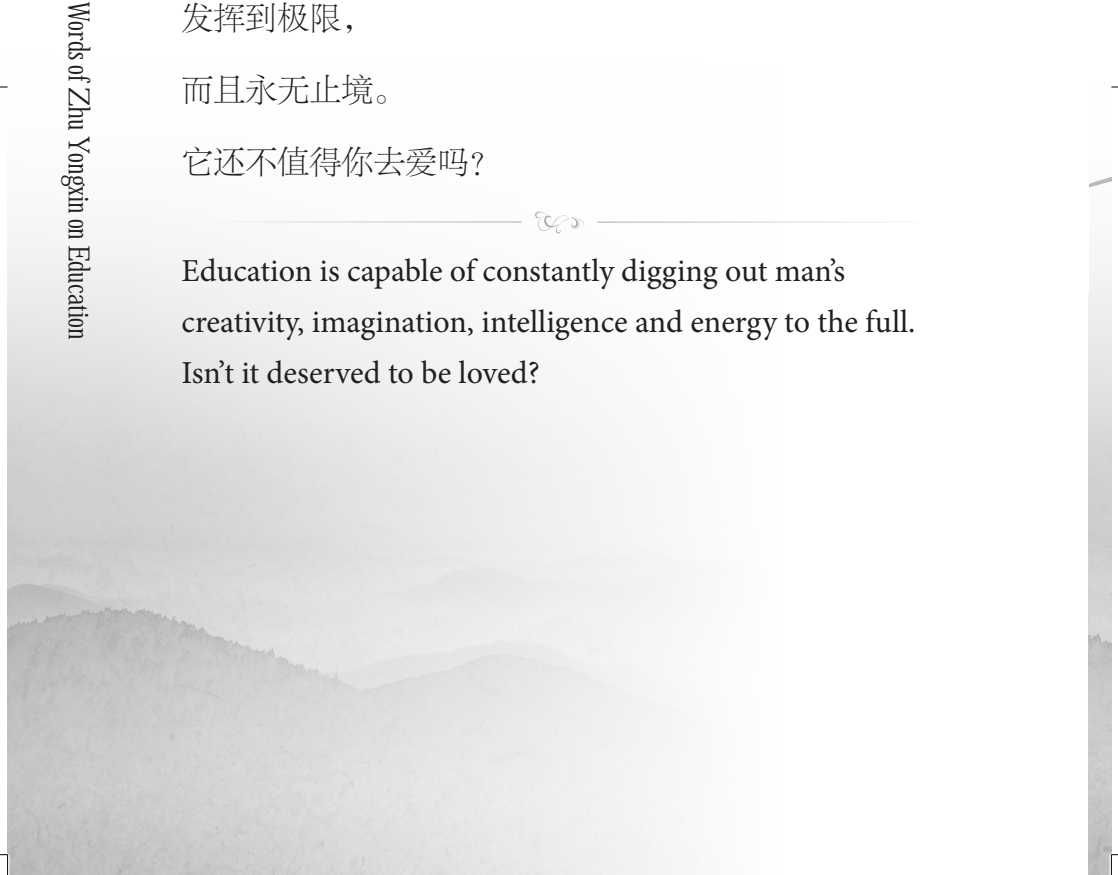 Words of Zhu Yongxin on Education
发挥到极限，
而且永无止境。
它还不值得你去爱吗？
Education is capable of constantly digging out man’s
creativity, imagination, intelligence and energy to the full.
Isn’t it deserved to be loved?